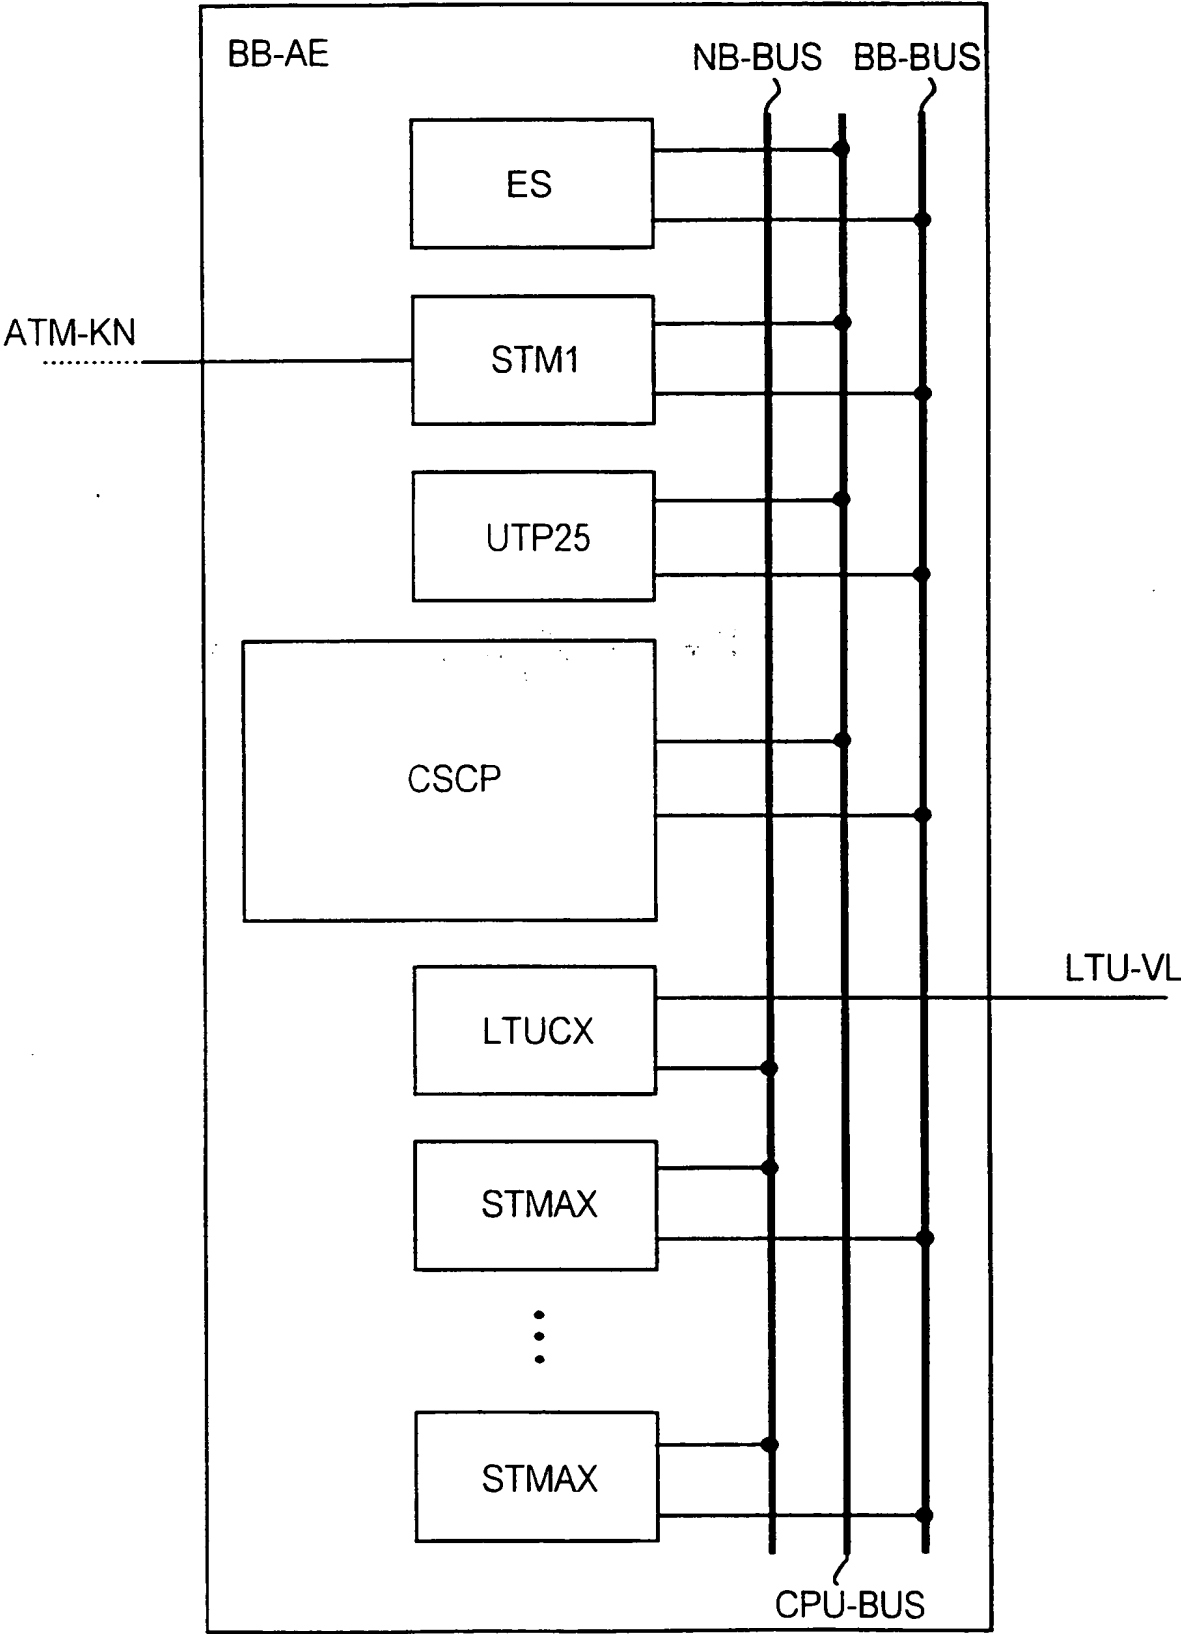 BB-AE
NB-BUS
BB-BUS
ES
ATM-KN
STM1
UTP25
CSCP
LTU-VL
LTUCX
STMAX
STMAX
CPU-BUS